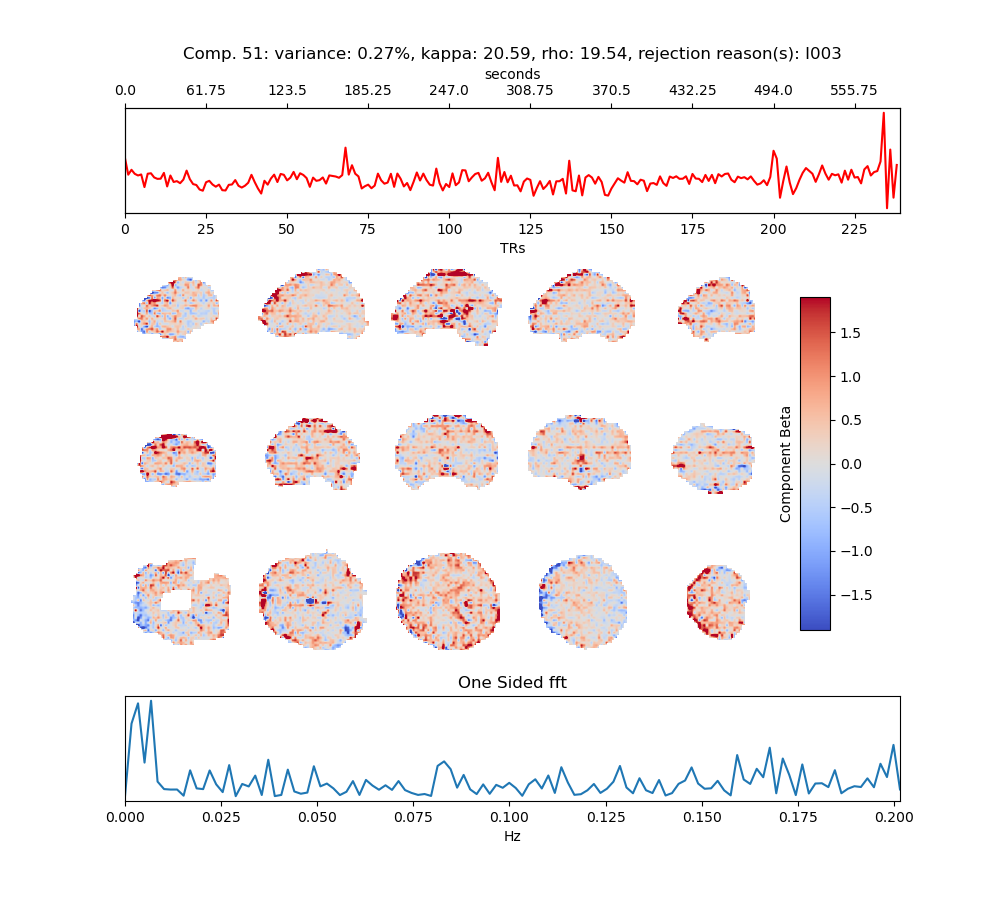 Comp. 51: variance: 0.27%, kappa: 20.59, rho: 19.54, rejection reason(s): I003
seconds
0.0 61.75 123.5 185.25 247.0 308.75 370.5 432.25 494.0 555.75
0 25 50 75 100 125 150 175 200 225
TRs
1.5
1.0
0.5
0.0
−0.5
−1.0
−1.5
Component Beta
One Sided fft
0.000 0.025 0.050 0.075 0.100 0.125 0.150 0.175 0.200
Hz